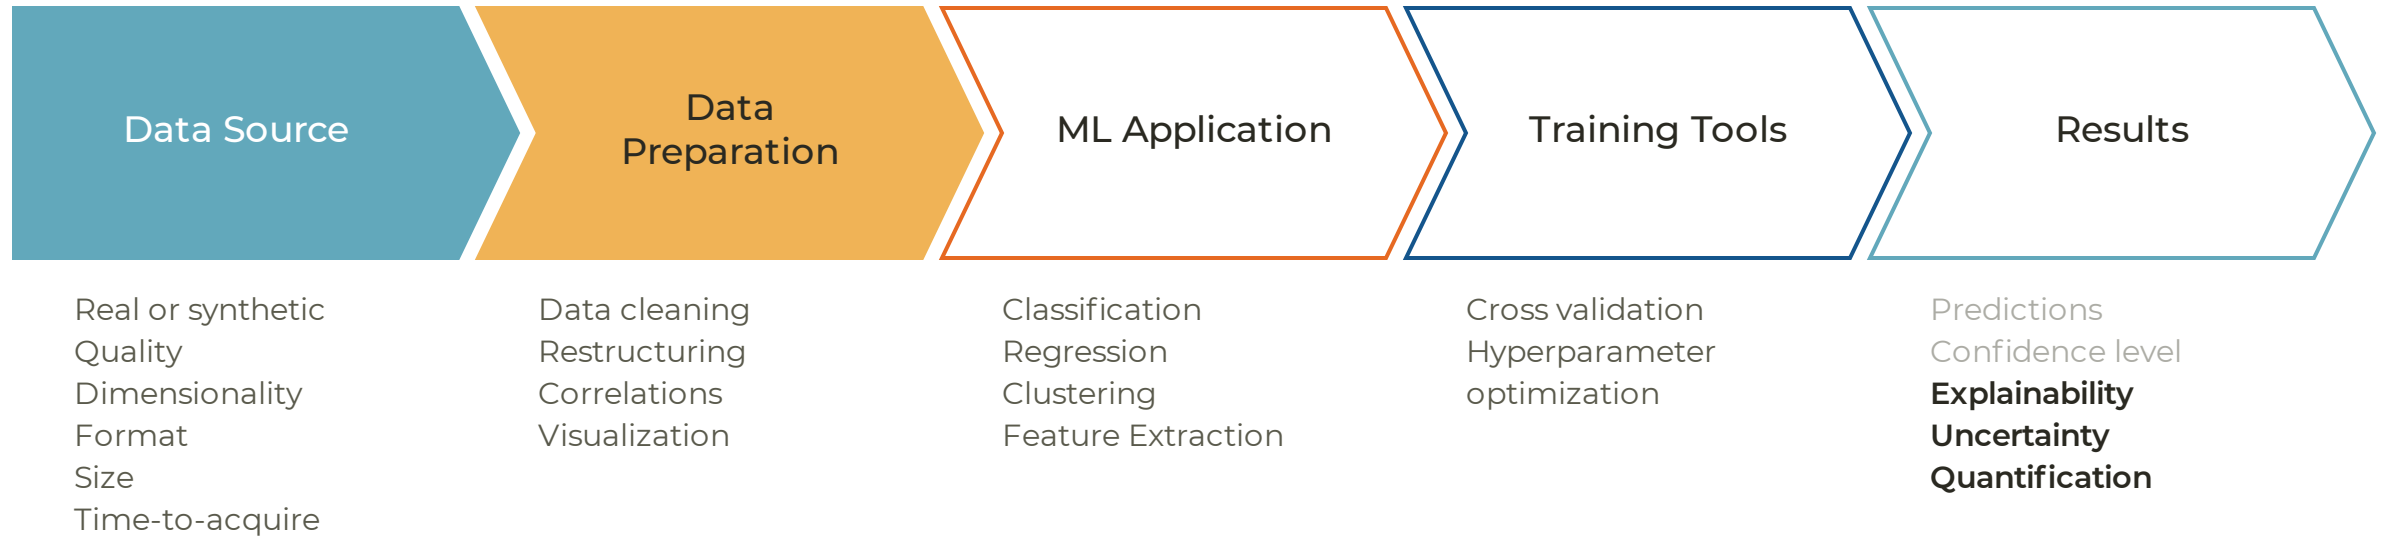 Data Source
Data
Preparation
ML Application
Training Tools
Results
Real or synthetic
Quality
Dimensionality
Format
Size
Time-to-acquire
Data cleaning
Restructuring
Correlations
Visualization
Classification
Regression
Clustering
Feature Extraction
Cross validation
Hyperparameter
optimization
Predictions
Confidence level
Explainability
Uncertainty
Quantification